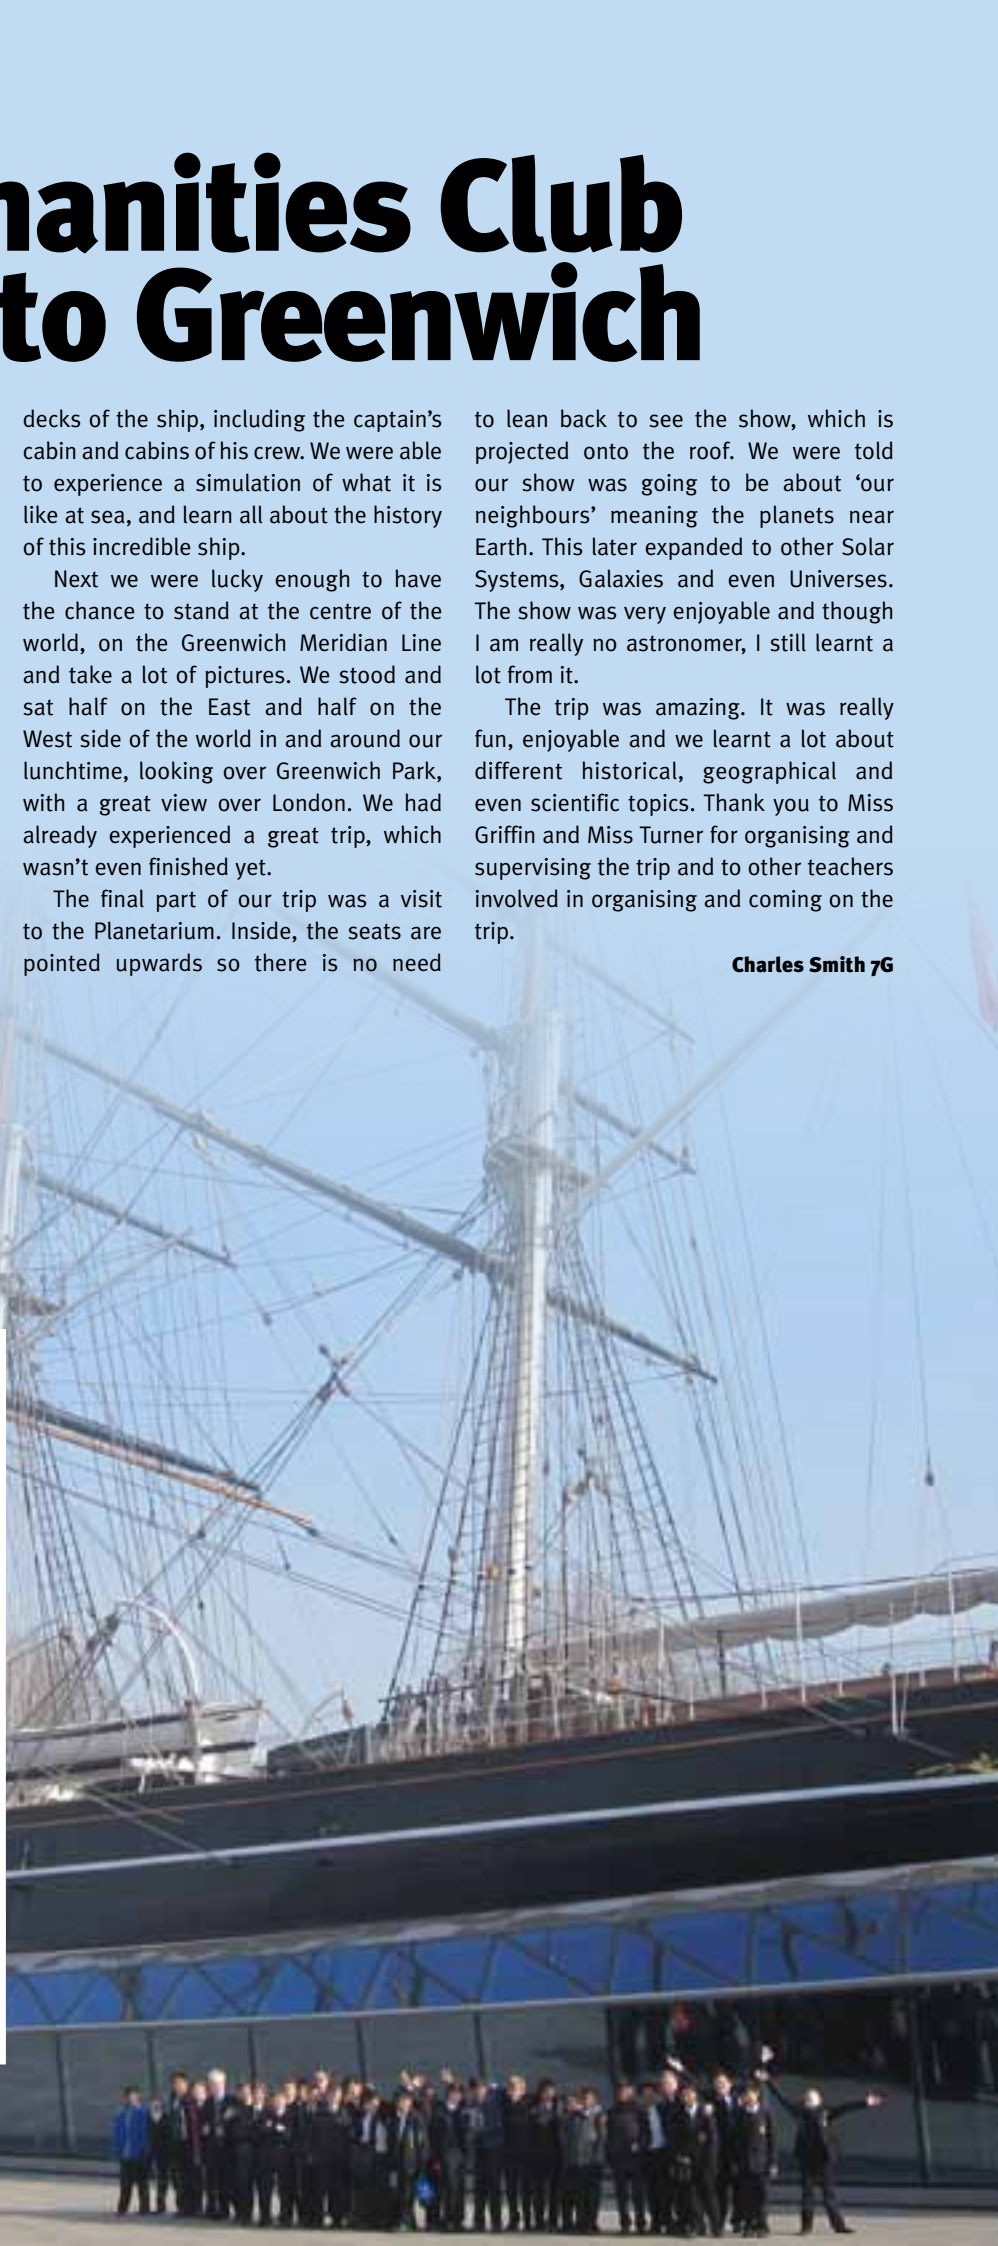 manities Club
to Greenwich
decks of the ship, including the captain’s
cabin and cabins of his crew. We were able
to experience a simulation of what it is
like at sea, and learn all about the history
of this incredible ship.
Next we were lucky enough to have
the chance to stand at the centre of the
world, on the Greenwich Meridian Line
and take a lot of pictures. We stood and
sat half on the East and half on the
West side of the world in and around our
lunchtime, looking over Greenwich Park,
with a great view over London. We had
already experienced a great trip, which
wasn’t even finished yet.
The final part of our trip was a visit
to the Planetarium. Inside, the seats are
pointed upwards so there is no need
to lean back to see the show, which is
projected onto the roof. We were told
our show was going to be about ‘our
neighbours’ meaning the planets near
Earth. This later expanded to other Solar
Systems, Galaxies and even Universes.
The show was very enjoyable and though
I am really no astronomer, I still learnt a
lot from it.
The trip was amazing. It was really
fun, enjoyable and we learnt a lot about
different historical, geographical and
even scientific topics. Thank you to Miss
Griffin and Miss Turner for organising and
supervising the trip and to other teachers
involved in organising and coming on the
trip.
Charles Smith 7G